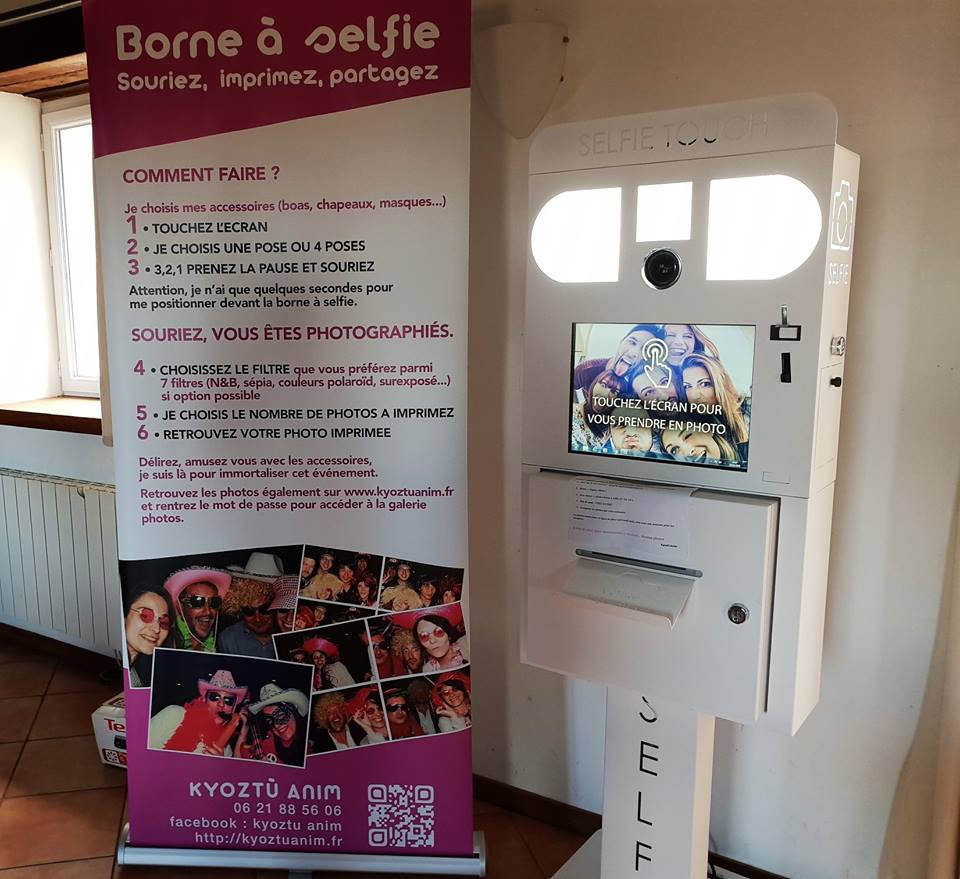 Borne à selfie
Souriez, imprimez, partagez
COMMENT FAIRE ?
Je choisis mes accessoires (boas, chapeaux, masques...)
1 • TOUCHEZ L'ECRAN
2 • JE CHOISIS UNE POSE OU 4 POSES
3 • 3,2,1 PRENEZ LA PAUSE ET SOURIEZ
Attention, je n'ai que quelques secondes pour
me positionner devant la borne à selfie.
SOURIEZ, VOUS ÊTES PHOTOGRAPHIÉS.
4 • CHOISISSEZ LE FILTRE que vous préférez parmi
7 filtres (N&B, sépia, couleurs polaroïd, surexposé...)
si option possible
5 • JE CHOISIS LE NOMBRE DE PHOTOS A IMPRIMEZ
6 • RETROUVEZ VOTRE PHOTO IMPRIMEE
Délirez, amusez vous avec les accessoires,
je suis là pour immortaliser cet événement.
Retrouvez les photos également sur www.kyoztuanim.fr
et rentrez le mot de passe pour accéder à la galerie
photos.
KYOZTÙ ANIM
06 21 88 56 06
facebook : kyoztu anim
http://kyoztuanim.fr
SELFIE TOUCH
SELFIE
TOUCHEZ L'ÉCRAN POUR
VOUS PRENDRE EN PHOTO
SELF
Te